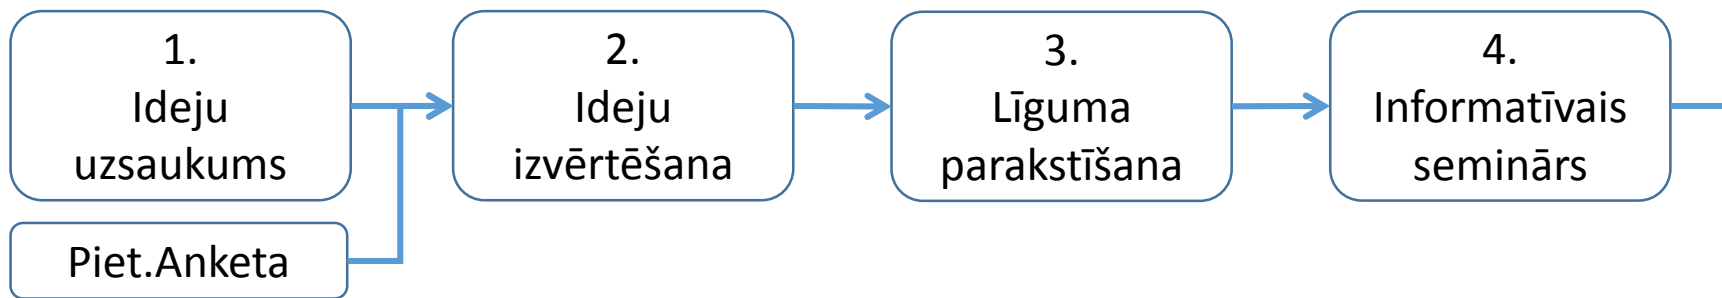 1.
Ideju
uzsaukums
Piet.Anketa
2.
Ideju
izvērtēšana
3.
Līguma
parakstīšana
4.
Informatīvais
seminārs